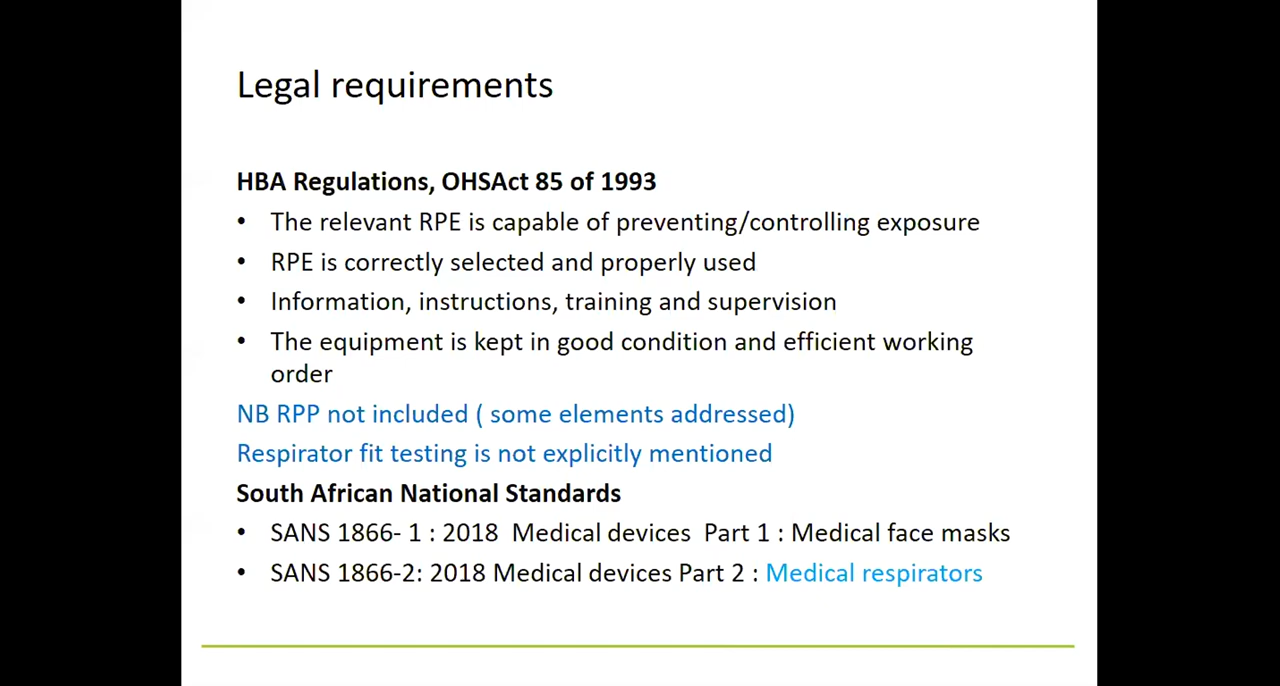 Legal requirements
HBA Regulations, OHSAct 85 of 1993
• The relevant RPE is capable of preventing/controlling exposure
• RPE is correctly selected and properly used
• Information, instructions, training and supervision
• The equipment is kept in good condition and efficient working
order
NB RPP not included ( some elements addressed)
Respirator fit testing is not explicitly mentioned
South African National Standards
• SANS 1866- 1 : 2018  Medical devices  Part 1 : Medical face masks
• SANS 1866-2: 2018 Medical devices Part 2 : Medical respirators